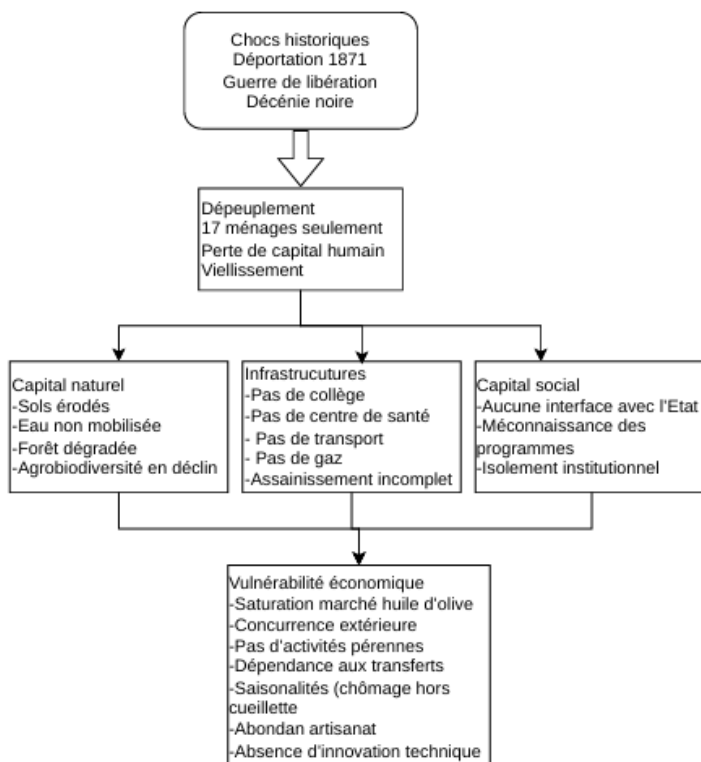 Chocs historiques
Déportation 1871
Guerre de libération
Décénie noire
Dépeuplement
17 ménages seulement
Perte de capital humain
Viellissement
Capital naturel
-Sols érodés
-Eau non mobilisée
-Forêt dégradée
-Agrobiodiversité en déclin
Infrastrucutures
-Pas de collège
-Pas de centre de santé
- Pas de transport
- Pas de gaz
-Assainissement incomplet
Capital social
-Aucune interface avec l'Etat
-Méconnaissance des
programmes
-Isolement institutionnel
Vulnérabilité économique
-Saturation marché huile d'olive
-Concurrence extérieure
-Pas d'activités pérennes
-Dépendance aux transferts
-Saisonalités (chômage hors
cueillette
-Abondan artisanat
-Absence d'innovation technique